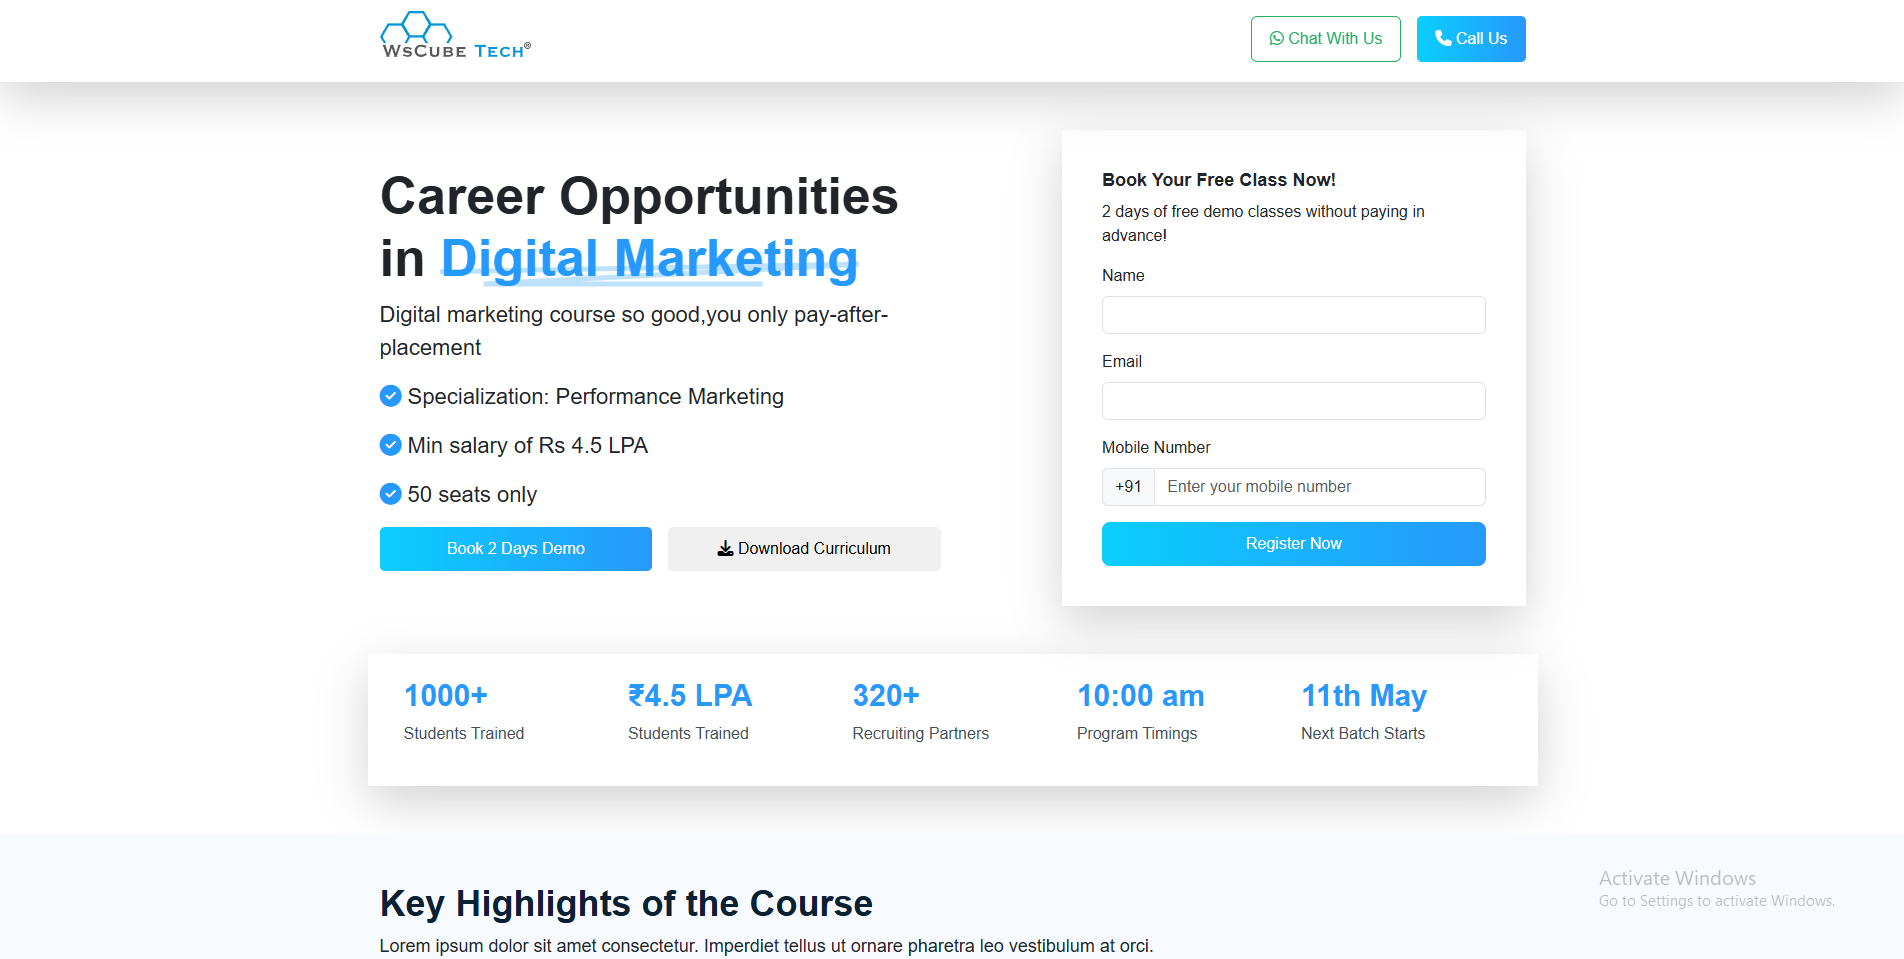 WsCube Tech®
Chat With Us
Call Us
Career Opportunities
in Digital Marketing
Digital marketing course so good,you only pay-after-
placement
Specialization: Performance Marketing
Min salary of Rs 4.5 LPA
50 seats only
Book 2 Days Demo
Download Curriculum
Book Your Free Class Now!
2 days of free demo classes without paying in
advance!
Name
Email
Mobile Number
+91 Enter your mobile number
Register Now
1000+
Students Trained
₹4.5 LPA
Students Trained
320+
Recruiting Partners
10:00 am
Program Timings
11th May
Next Batch Starts
Key Highlights of the Course
Lorem ipsum dolor sit amet consectetur. Imperdiet tellus ut ornare pharetra leo vestibulum at orci.
Activate Windows
Go to Settings to activate Windows.